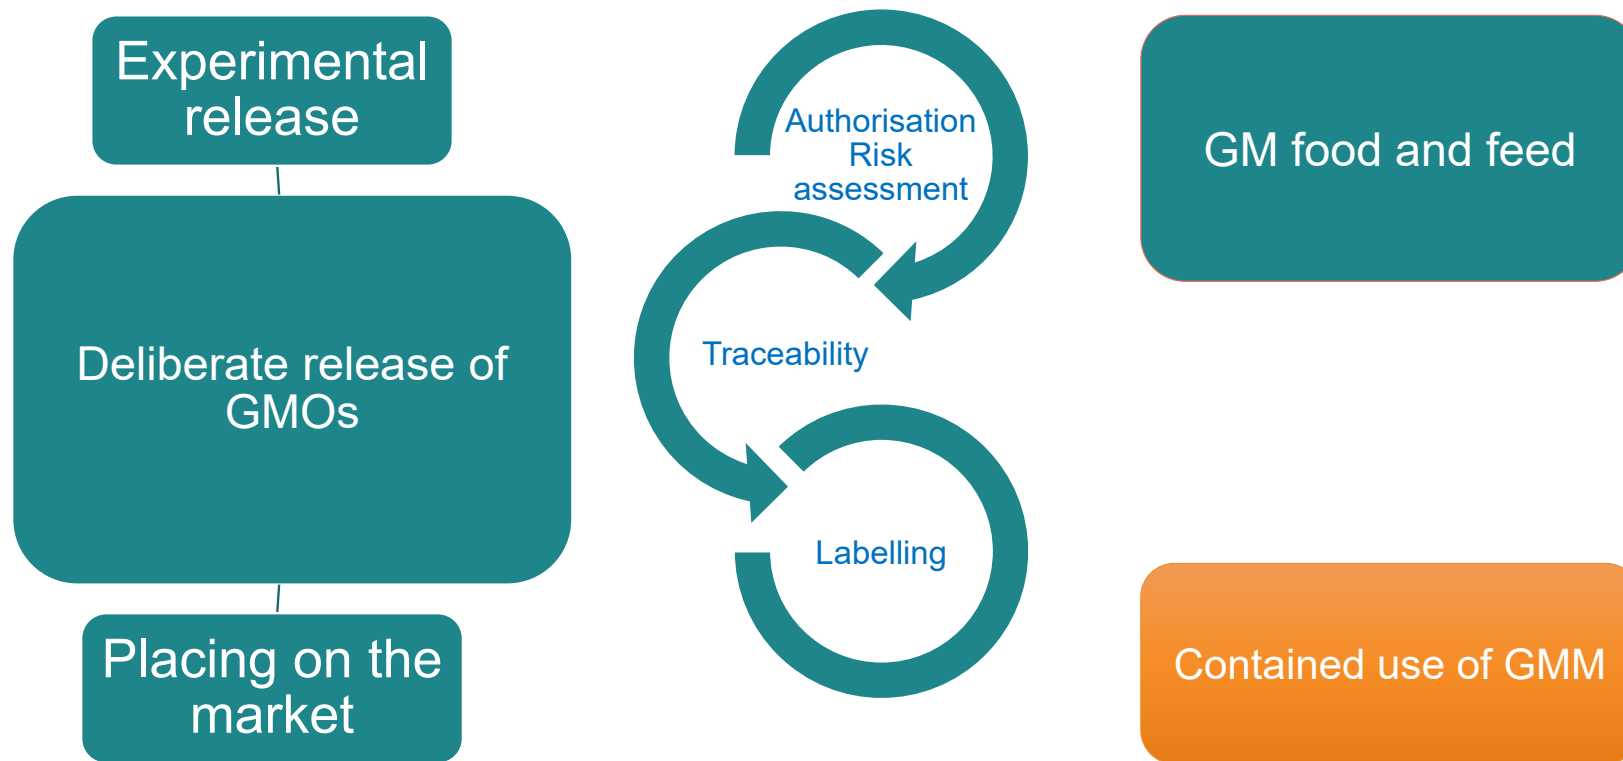 Experimental
release
Deliberate release of
GMOs
Placing on the
market
Authorisation
Risk
assessment
Traceability
Labelling
GM food and feed
Contained use of GMM